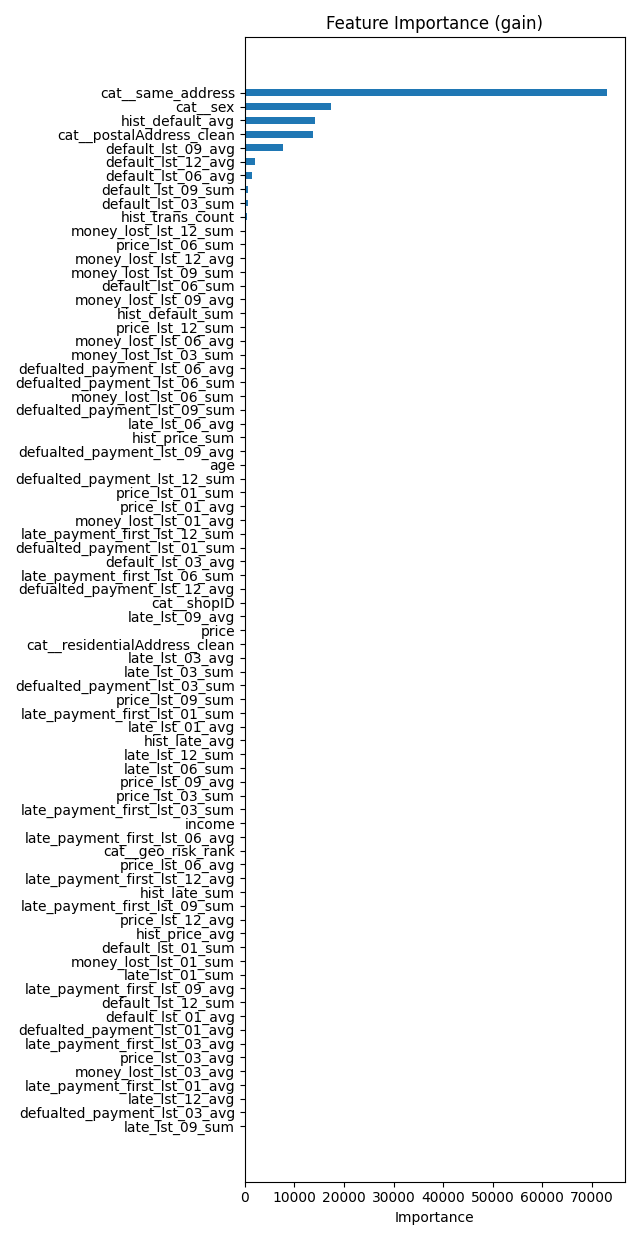 Feature Importance (gain)
cat__same_address
cat__sex
hist_default_avg
cat__postalAddress_clean
default_lst_09_avg
default_lst_12_avg
default_lst_06_avg
default_lst_09_sum
default_lst_03_sum
hist_trans_count
money_lost_lst_12_sum
price_lst_06_sum
money_lost_lst_12_avg
money_lost_lst_09_sum
default_lst_06_sum
money_lost_lst_09_avg
hist_default_sum
price_lst_12_sum
money_lost_lst_06_avg
money_lost_lst_03_sum
defualted_payment_lst_06_avg
defualted_payment_lst_06_sum
money_lost_lst_06_sum
defualted_payment_lst_09_sum
late_lst_06_avg
hist_price_sum
defualted_payment_lst_09_avg
age
defualted_payment_lst_12_sum
price_lst_01_sum
price_lst_01_avg
money_lost_lst_01_avg
late_payment_first_lst_12_sum
defualted_payment_lst_01_sum
default_lst_03_avg
late_payment_first_lst_06_sum
defualted_payment_lst_12_avg
cat__shopID
late_lst_09_avg
price
cat__residentialAddress_clean
late_lst_03_avg
late_lst_03_sum
defualted_payment_lst_03_sum
price_lst_09_sum
late_payment_first_lst_01_sum
late_lst_01_avg
hist_late_avg
late_lst_12_sum
late_lst_06_sum
price_lst_09_avg
price_lst_03_sum
late_payment_first_lst_03_sum
income
late_payment_first_lst_06_avg
cat__geo_risk_rank
price_lst_06_avg
late_payment_first_lst_12_avg
hist_late_sum
late_payment_first_lst_09_sum
price_lst_12_avg
hist_price_avg
default_lst_01_sum
money_lost_lst_01_sum
late_lst_01_sum
late_payment_first_lst_09_avg
default_lst_12_sum
default_lst_01_avg
defualted_payment_lst_01_avg
late_payment_first_lst_03_avg
price_lst_03_avg
money_lost_lst_03_avg
late_payment_first_lst_01_avg
late_lst_12_avg
defualted_payment_lst_03_avg
late_lst_09_sum
0 10000 20000 30000 40000 50000 60000 70000
Importance